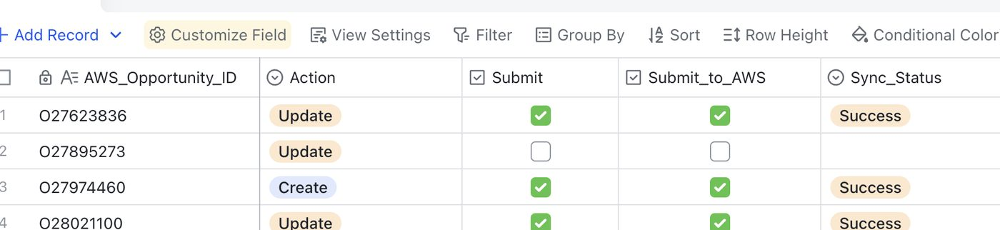 Add Record Customize Field View Settings Filter Group By Sort Row Height Conditional Color
AWS_Opportunity_ID Action Submit Submit_to_AWS Sync_Status
1 O27623836 Update Success
2 O27895273 Update
3 O27974460 Create Success
4 O28021100 Update Success